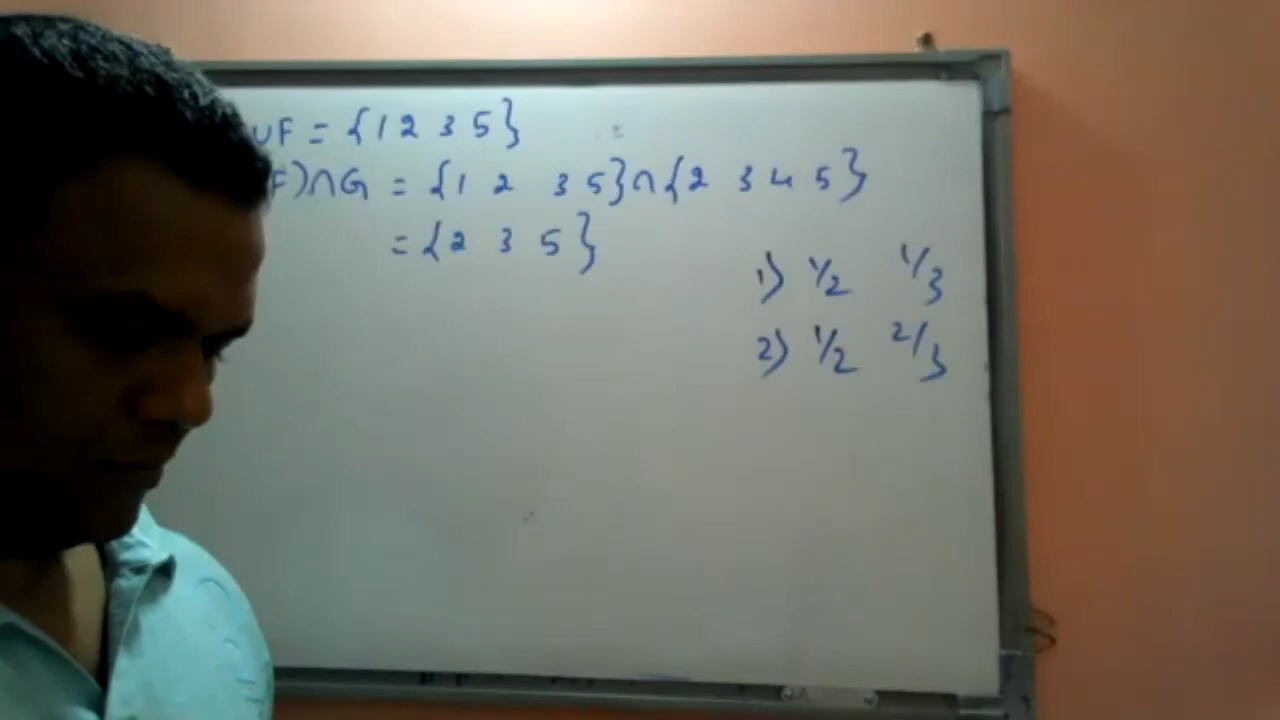 ∪F = {1 2 3 5}
F)∩G = {1 2 3 5}∩{2 3 4 5}
= {2 3 5}
1) 1/2 1/3
2) 1/2 2/3